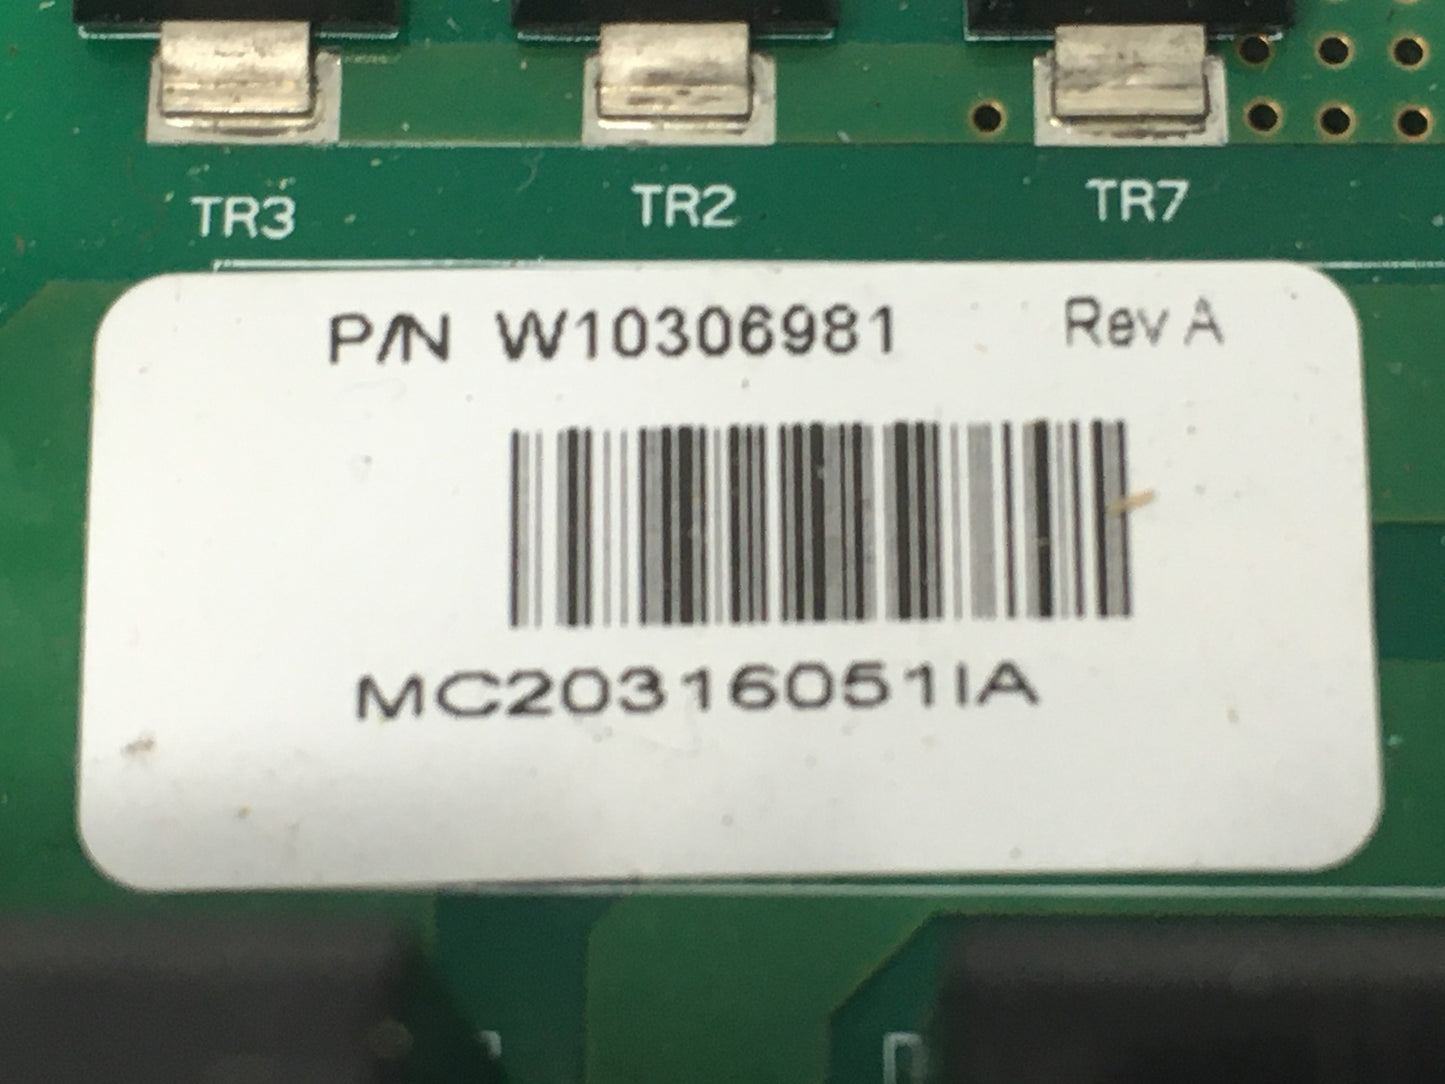 TR3 TR2 TR7
P/N W10306981 Rev A
MC203160511A